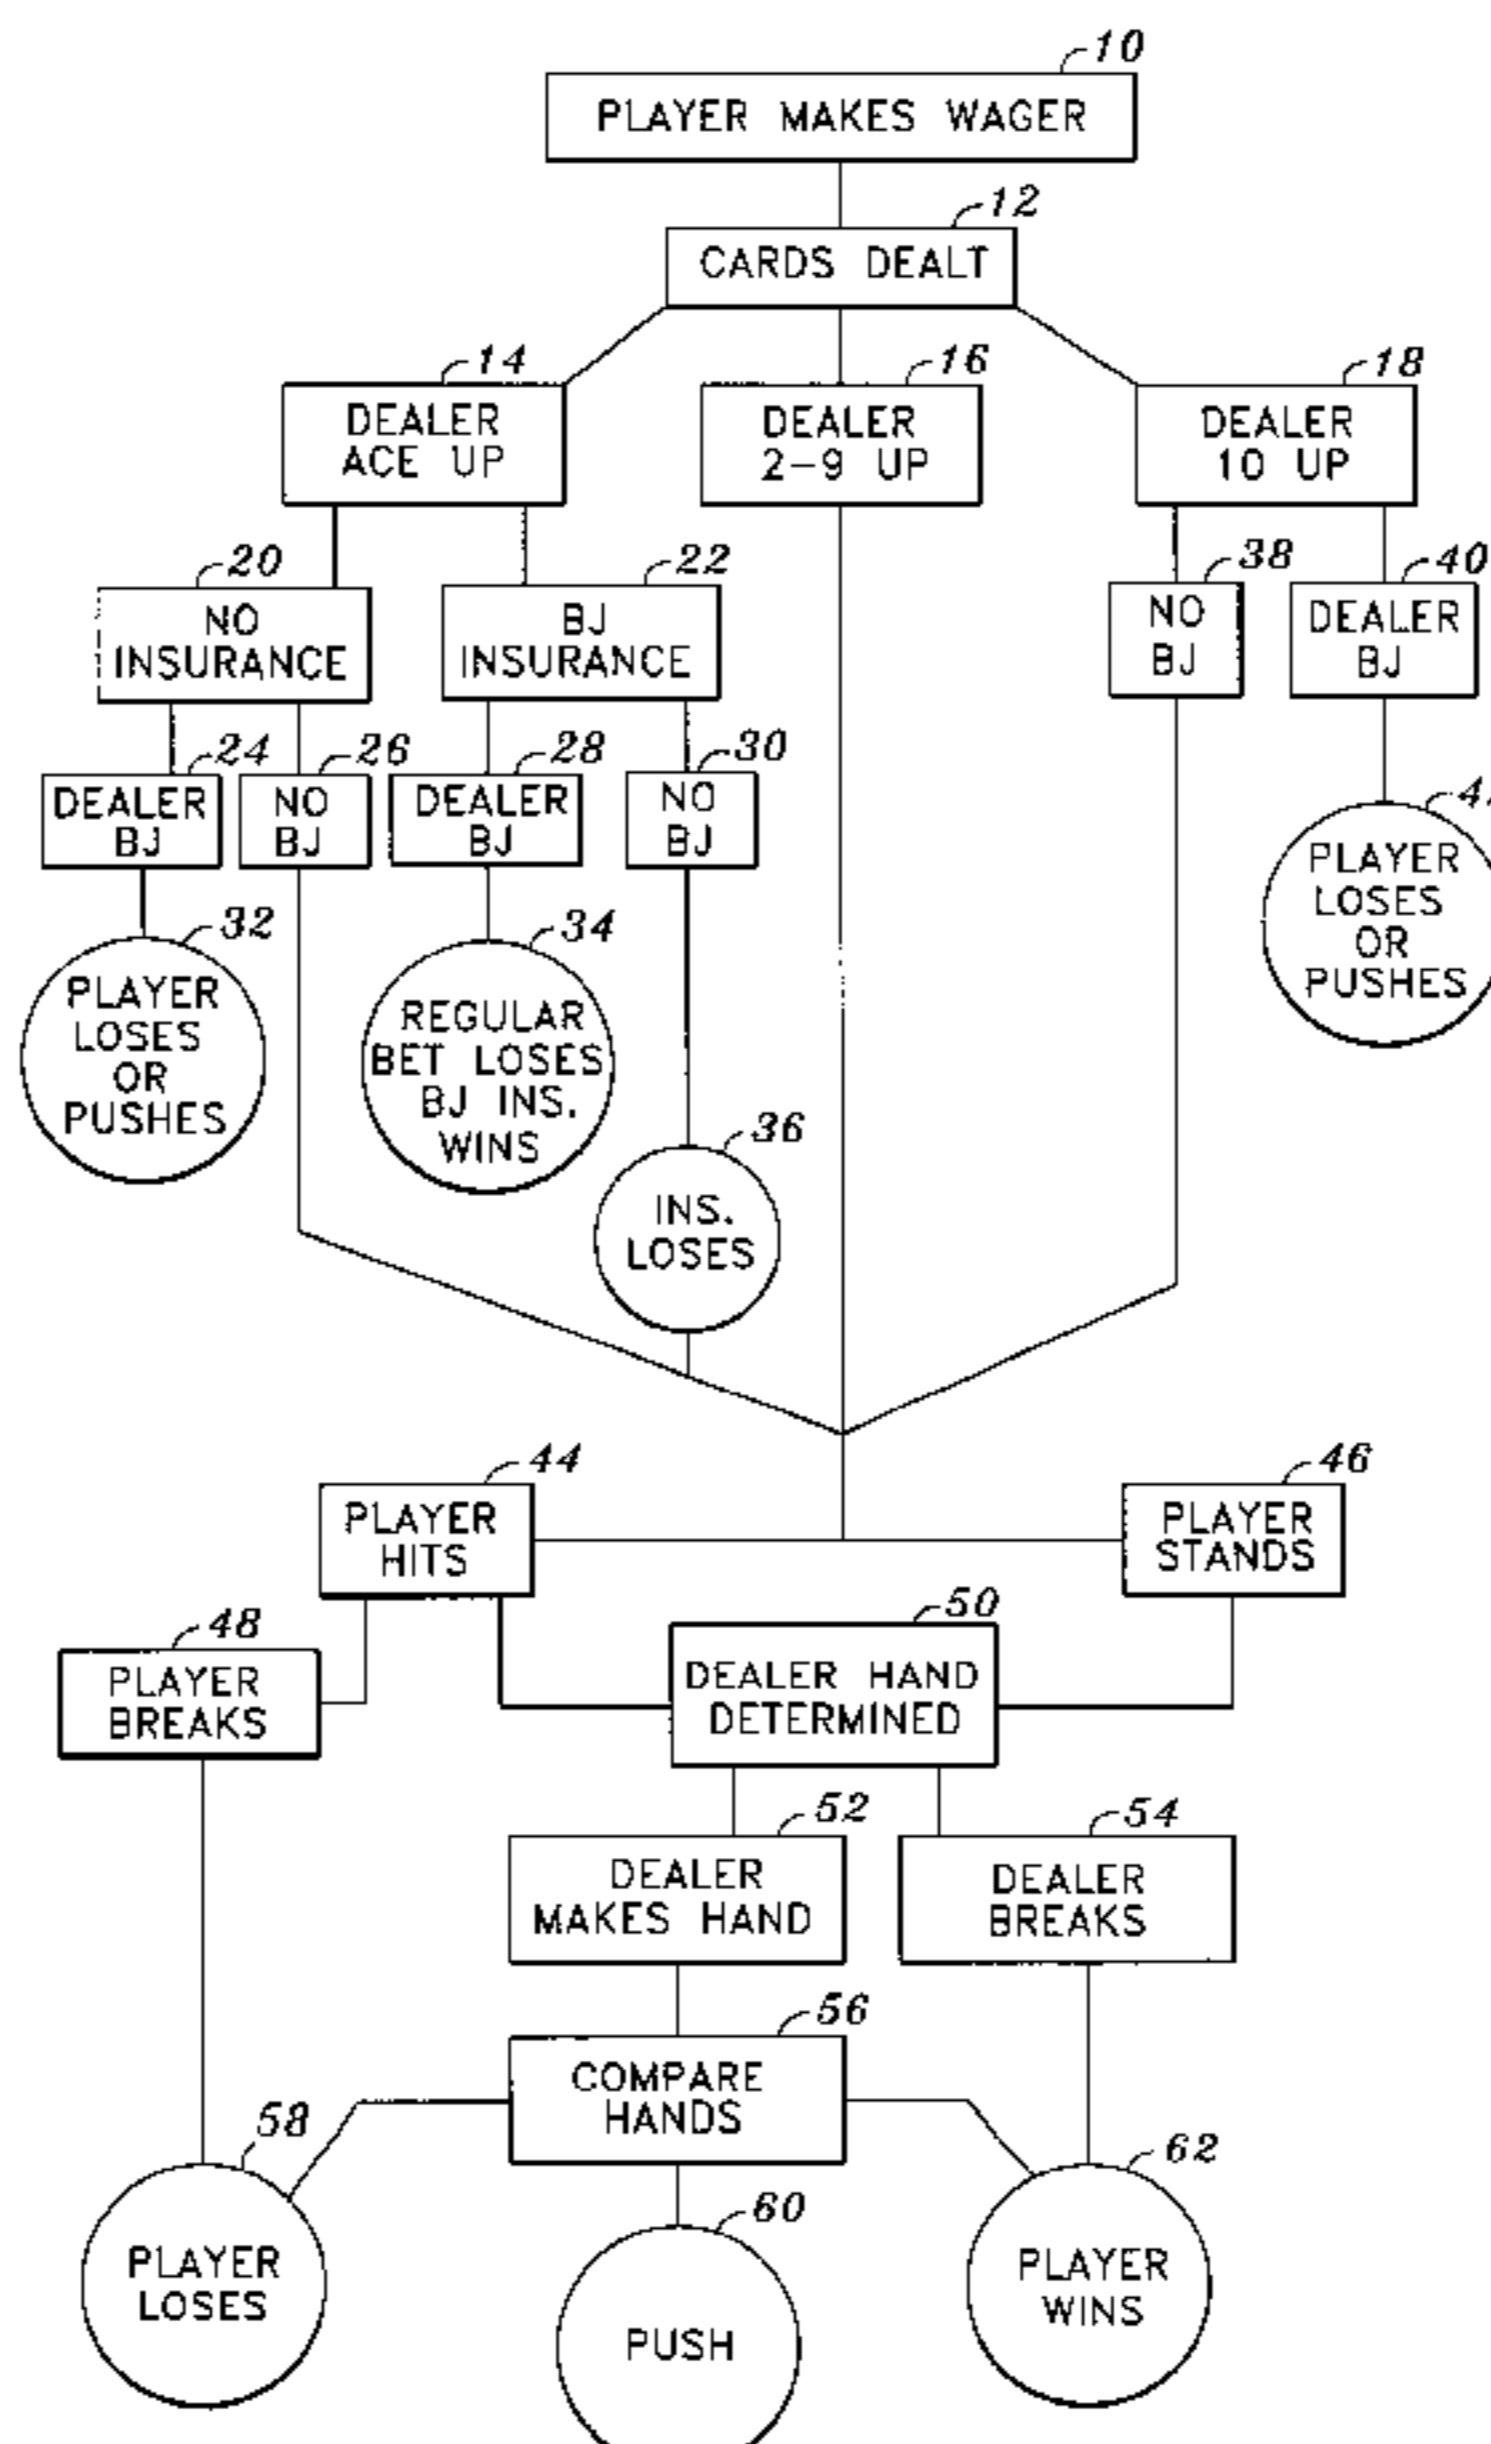 10
PLAYER MAKES WAGER
12
CARDS DEALT
14
DEALER
ACE UP
16
DEALER
2-9 UP
18
DEALER
10 UP
20
NO
INSURANCE
22
BJ
INSURANCE
38
NO
BJ
40
DEALER
BJ
24
DEALER
BJ
26
NO
BJ
28
DEALER
BJ
30
NO
BJ
32
PLAYER
LOSES
OR
PUSHES
34
REGULAR
BET LOSES
BJ INS.
WINS
36
INS.
LOSES
PLAYER
LOSES
OR
PUSHES
44
PLAYER
HITS
46
PLAYER
STANDS
48
PLAYER
BREAKS
50
DEALER HAND
DETERMINED
52
DEALER
MAKES HAND
54
DEALER
BREAKS
56
COMPARE
HANDS
58
PLAYER
LOSES
60
PUSH
62
PLAYER
WINS